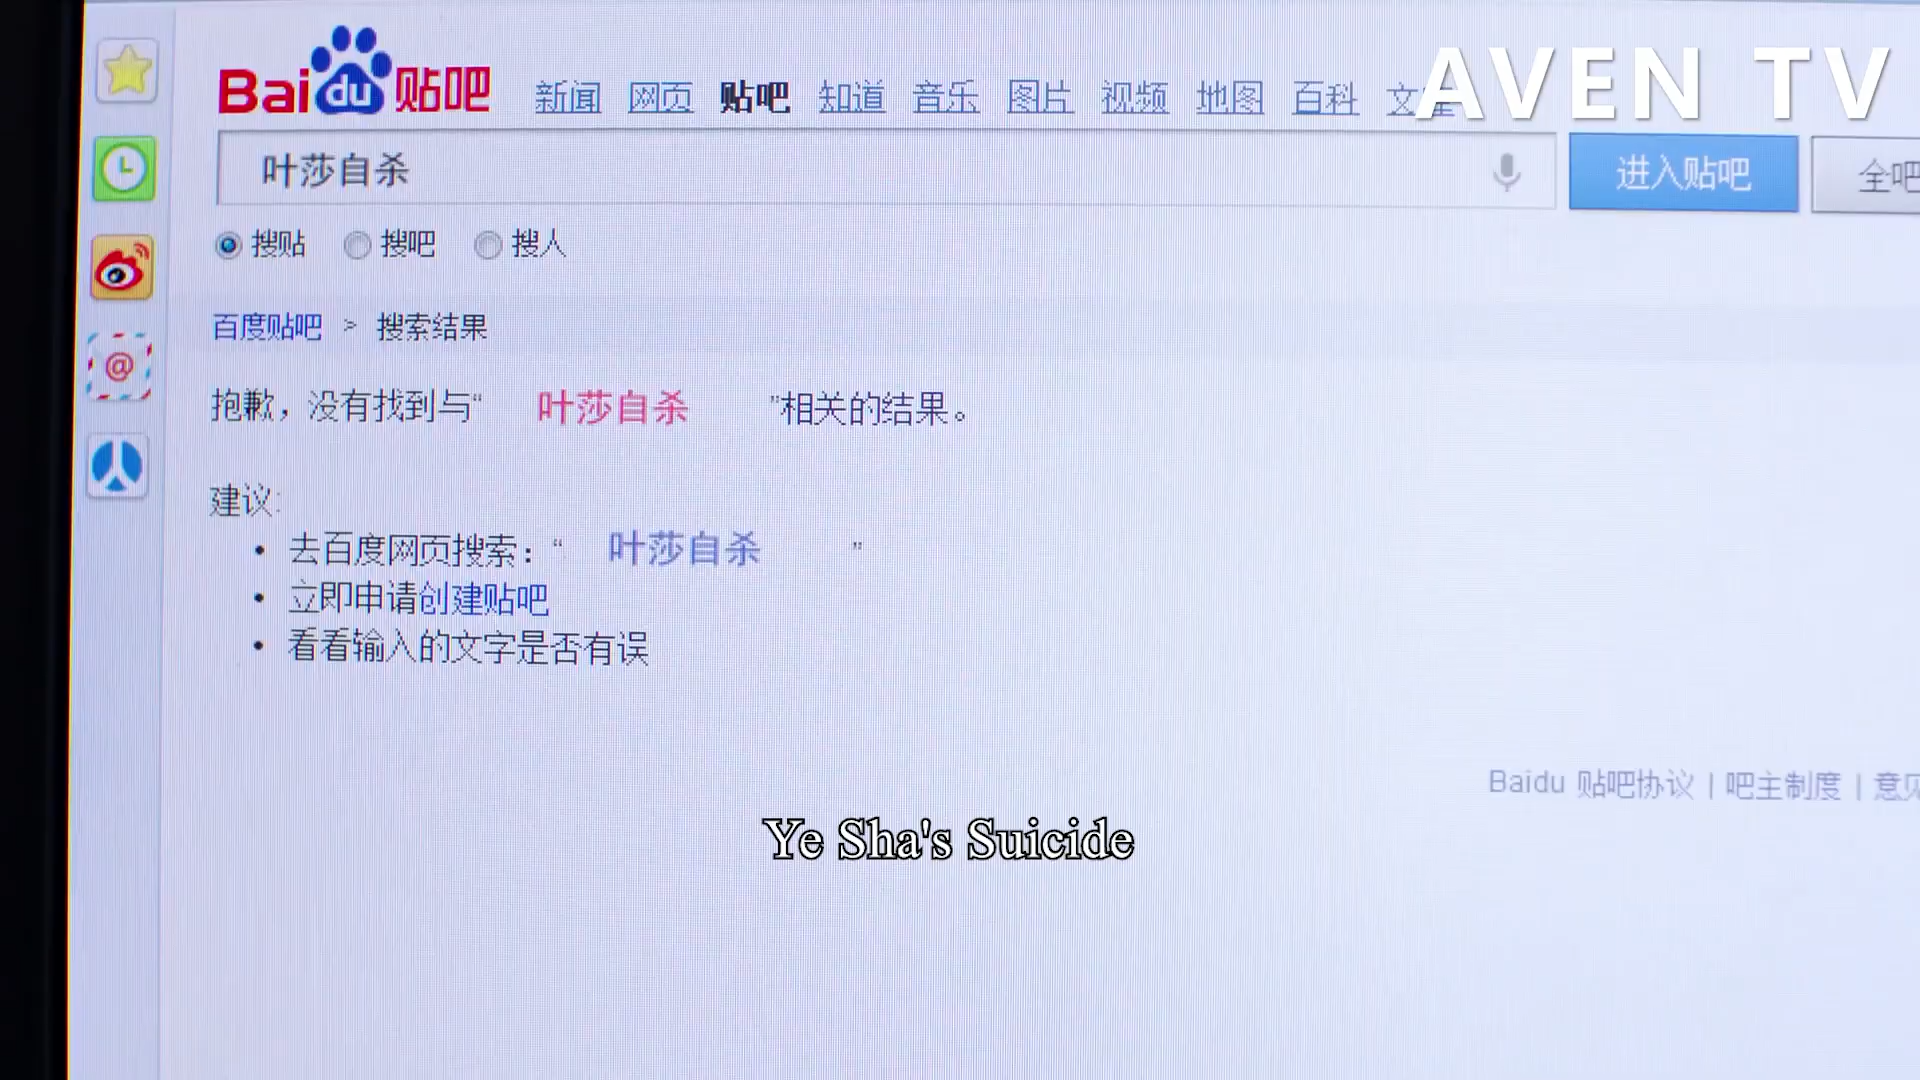 AVEN TV
Baidu贴吧 新闻 网页 贴吧 知道 音乐 图片 视频 地图 百科
叶莎自杀 进入贴吧 全吧
搜贴 搜吧 搜人
百度贴吧 > 搜索结果
抱歉，没有找到与“ 叶莎自杀 ”相关的结果。
建议:
• 去百度网页搜索：“ 叶莎自杀 ”
• 立即申请创建贴吧
• 看看输入的文字是否有误
Baidu 贴吧协议 | 吧主制度 | 意见
Ye Sha's Suicide